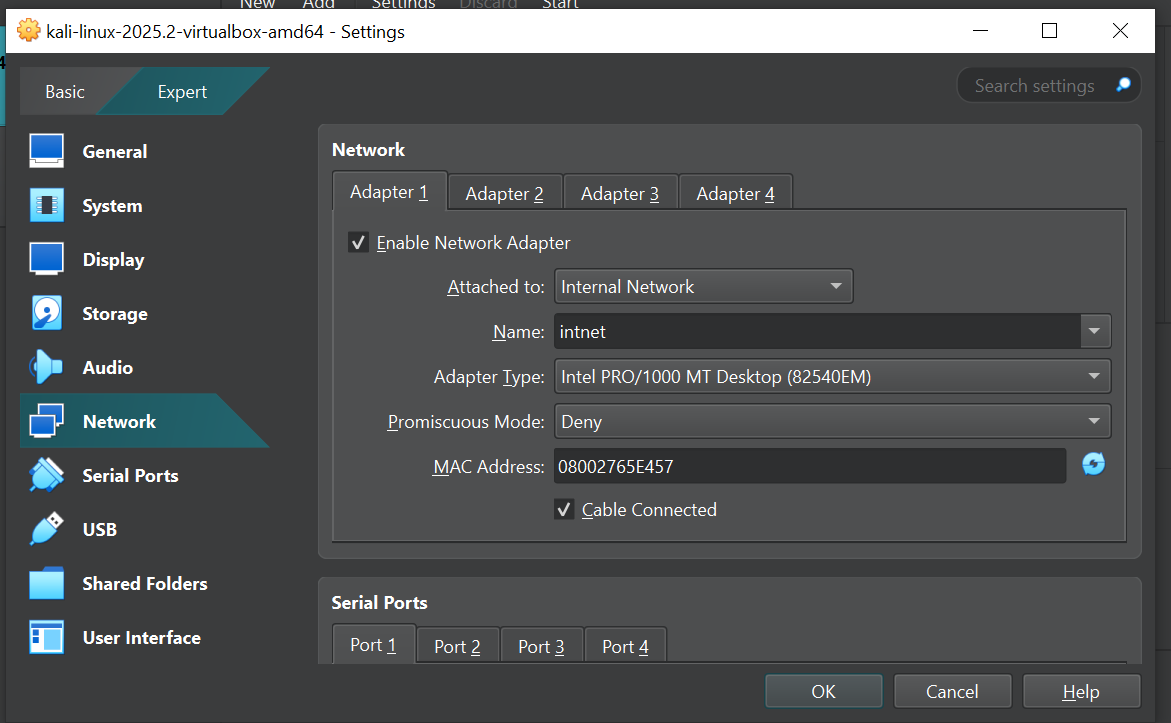 New Add Settings Discard Start
kali-linux-2025.2-virtualbox-amd64 - Settings
Basic Expert Search settings
General
System
Display
Storage
Audio
Network
Serial Ports
USB
Shared Folders
User Interface
Network
Adapter 1 Adapter 2 Adapter 3 Adapter 4
Enable Network Adapter
Attached to: Internal Network
Name: intnet
Adapter Type: Intel PRO/1000 MT Desktop (82540EM)
Promiscuous Mode: Deny
MAC Address: 08002765E457
Cable Connected
Serial Ports
Port 1 Port 2 Port 3 Port 4
OK Cancel Help